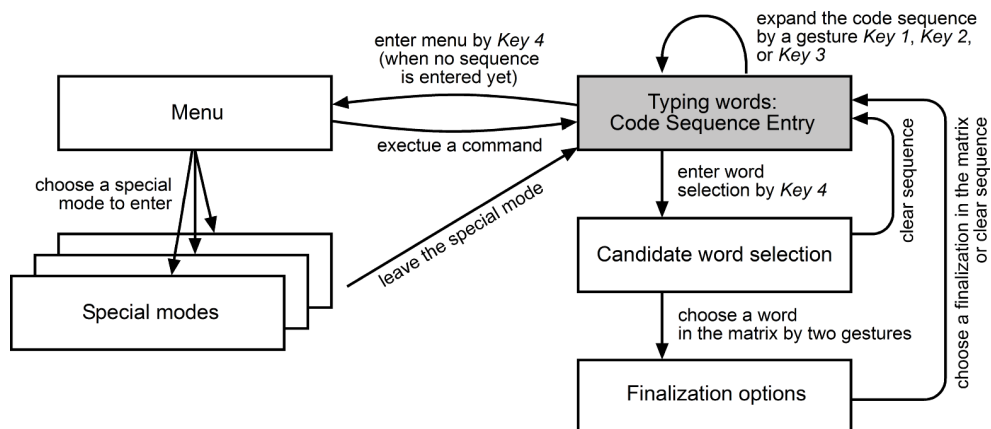 expand the code sequence
by a gesture Key 1, Key 2,
or Key 3
enter menu by Key 4
(when no sequence
is entered yet)
Menu
Typing words:
Code Sequence Entry
exectue a command
choose a special
mode to enter
enter word
selection by Key 4
clear sequence
choose a finalization in the matrix
or clear sequence
leave the special mode
Candidate word selection
Special modes
choose a word
in the matrix by two gestures
Finalization options